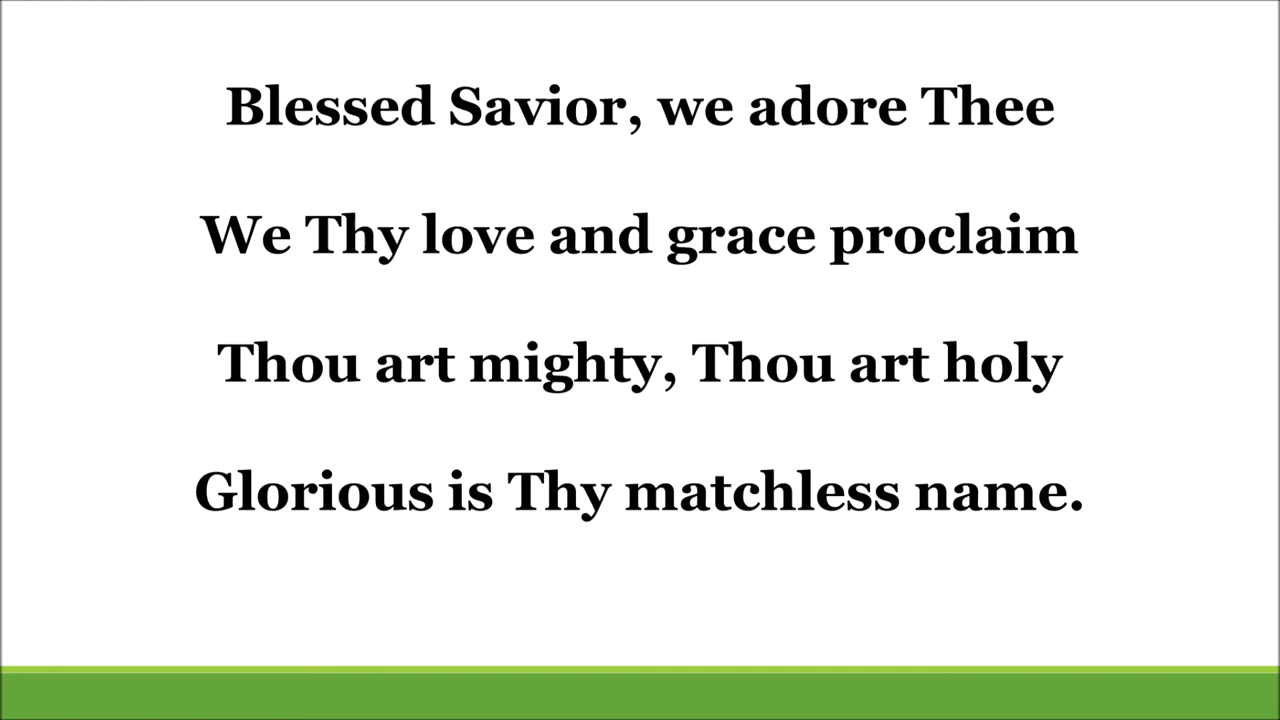 Blessed Savior, we adore Thee
We Thy love and grace proclaim
Thou art mighty, Thou art holy
Glorious is Thy matchless name.